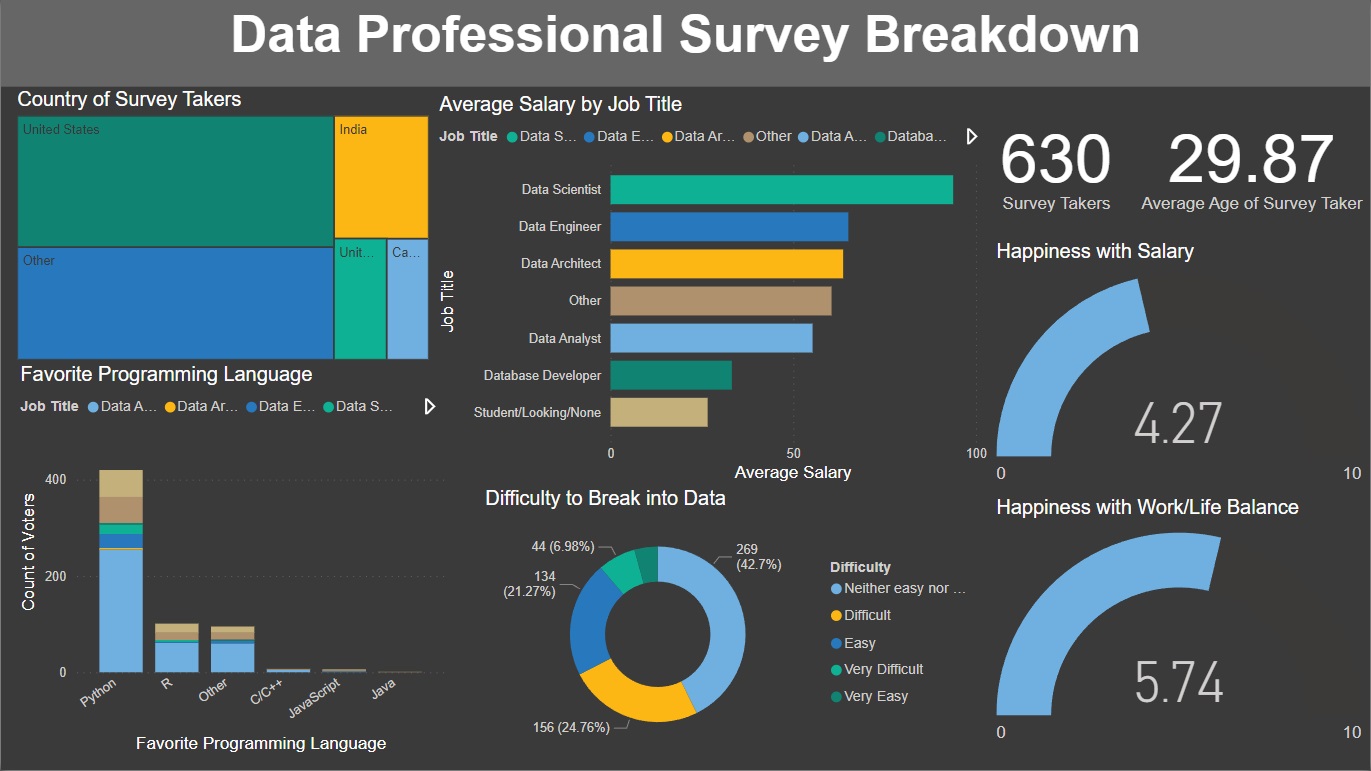 Data Professional Survey Breakdown
Country of Survey Takers
United States
India
Other
Unit...
Ca...
Average Salary by Job Title
Job Title Data S... Data E... Data Ar... Other Data A... Databa...
Job Title
Data Scientist
Data Engineer
Data Architect
Other
Data Analyst
Database Developer
Student/Looking/None
0 50 100
Average Salary
630
Survey Takers
29.87
Average Age of Survey Taker
Happiness with Salary
4.27
0 10
Favorite Programming Language
Job Title Data A... Data Ar... Data E... Data S...
Count of Voters
400
200
0
Python
R
Other
C/C++
JavaScript
Java
Favorite Programming Language
Difficulty to Break into Data
44 (6.98%)
269
(42.7%)
134
(21.27%)
156 (24.76%)
Difficulty
Neither easy nor ...
Difficult
Easy
Very Difficult
Very Easy
Happiness with Work/Life Balance
5.74
0 10